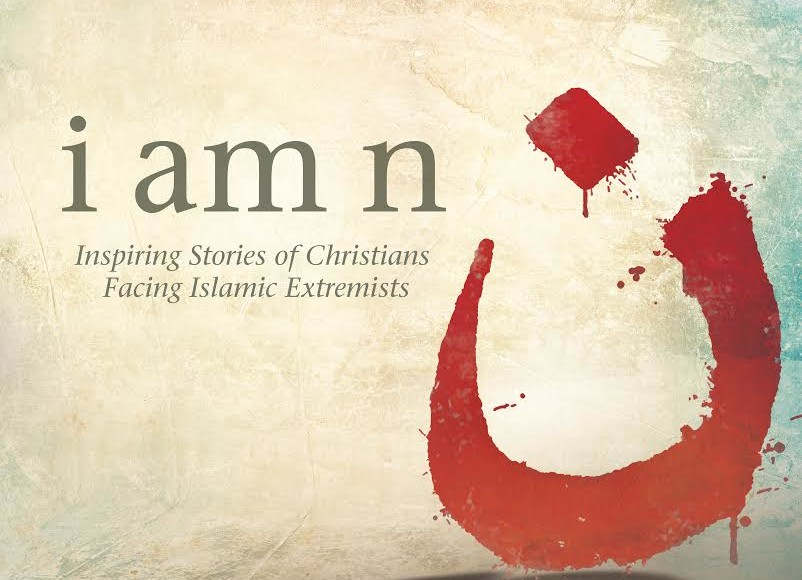 i am n
Inspiring Stories of Christians
Facing Islamic Extremists
ن